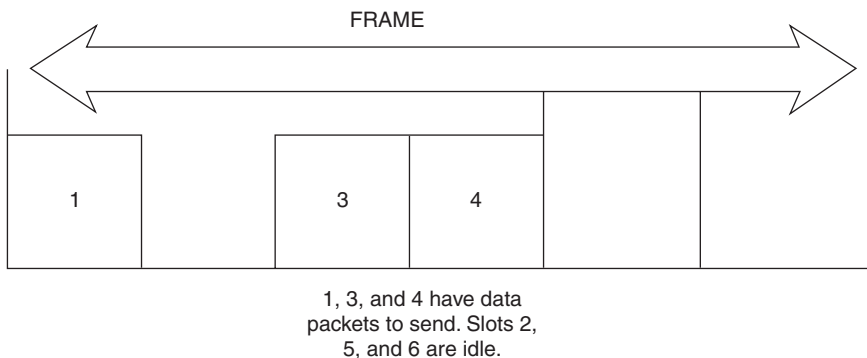 FRAME
1
3
4
1, 3, and 4 have data
packets to send. Slots 2,
5, and 6 are idle.